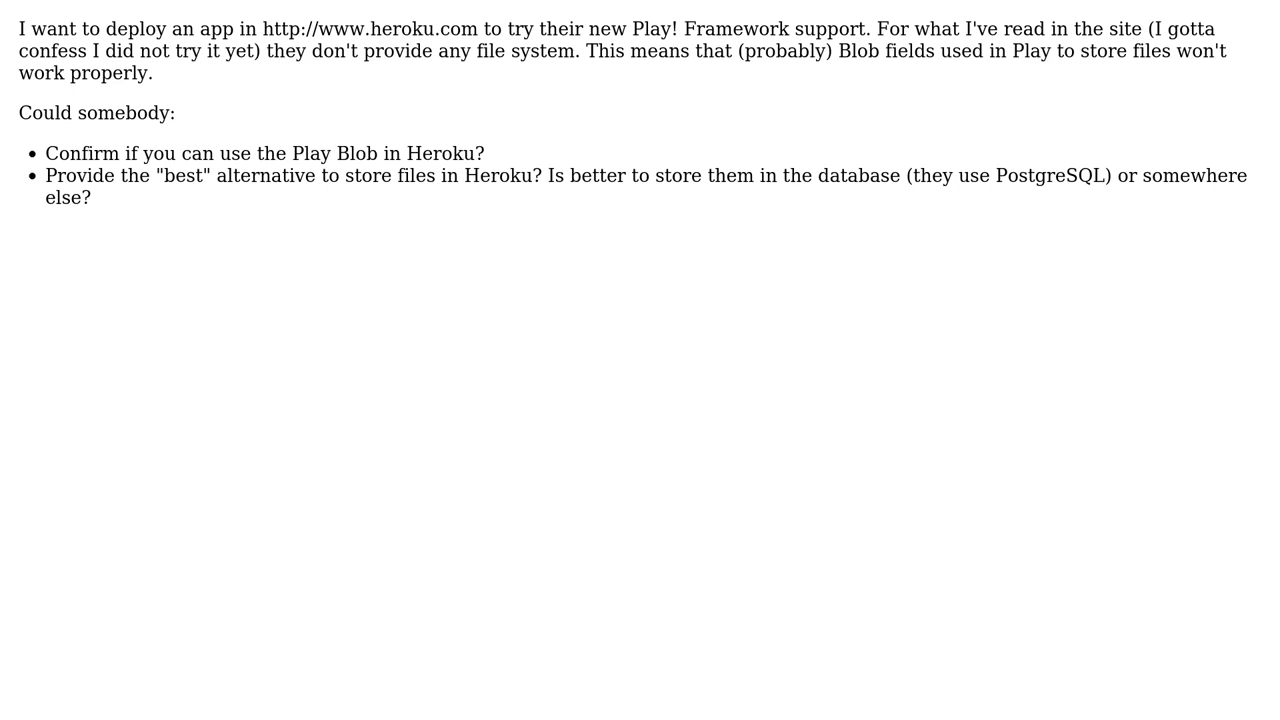 I want to deploy an app in http://www.heroku.com to try their new Play! Framework support. For what I've read in the site (I gotta
confess I did not try it yet) they don't provide any file system. This means that (probably) Blob fields used in Play to store files won't
work properly.
Could somebody:
• Confirm if you can use the Play Blob in Heroku?
• Provide the "best" alternative to store files in Heroku? Is better to store them in the database (they use PostgreSQL) or somewhere
else?